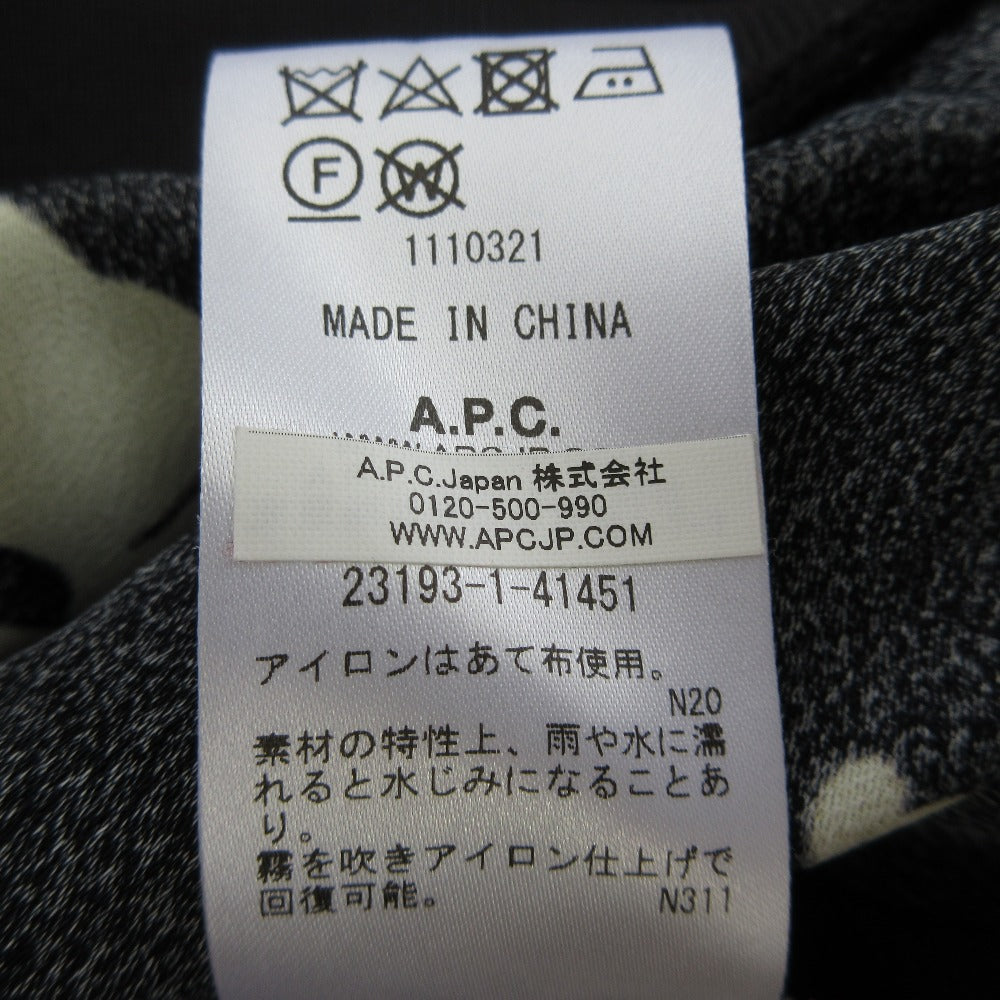 F W
1110321
MADE IN CHINA
A.P.C.
A.P.C.Japan 株式会社
0120-500-990
WWW.APCJP.COM
23193-1-41451
アイロンはあて布使用。
N20
素材の特性上、雨や水に濡
れると水じみになることあ
り。
霧を吹きアイロン仕上げで
回復可能。 N311